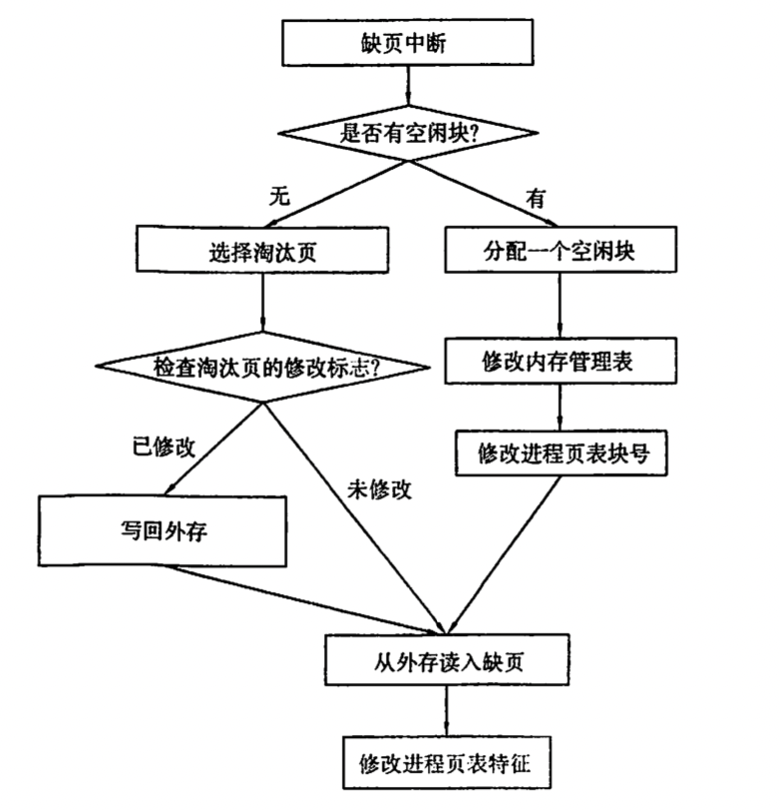 缺页中断
是否有空闲块?
无
有
选择淘汰页
分配一个空闲块
检查淘汰页的修改标志?
修改内存管理表
已修改
未修改
修改进程页表块号
写回外存
从外存读入缺页
修改进程页表特征